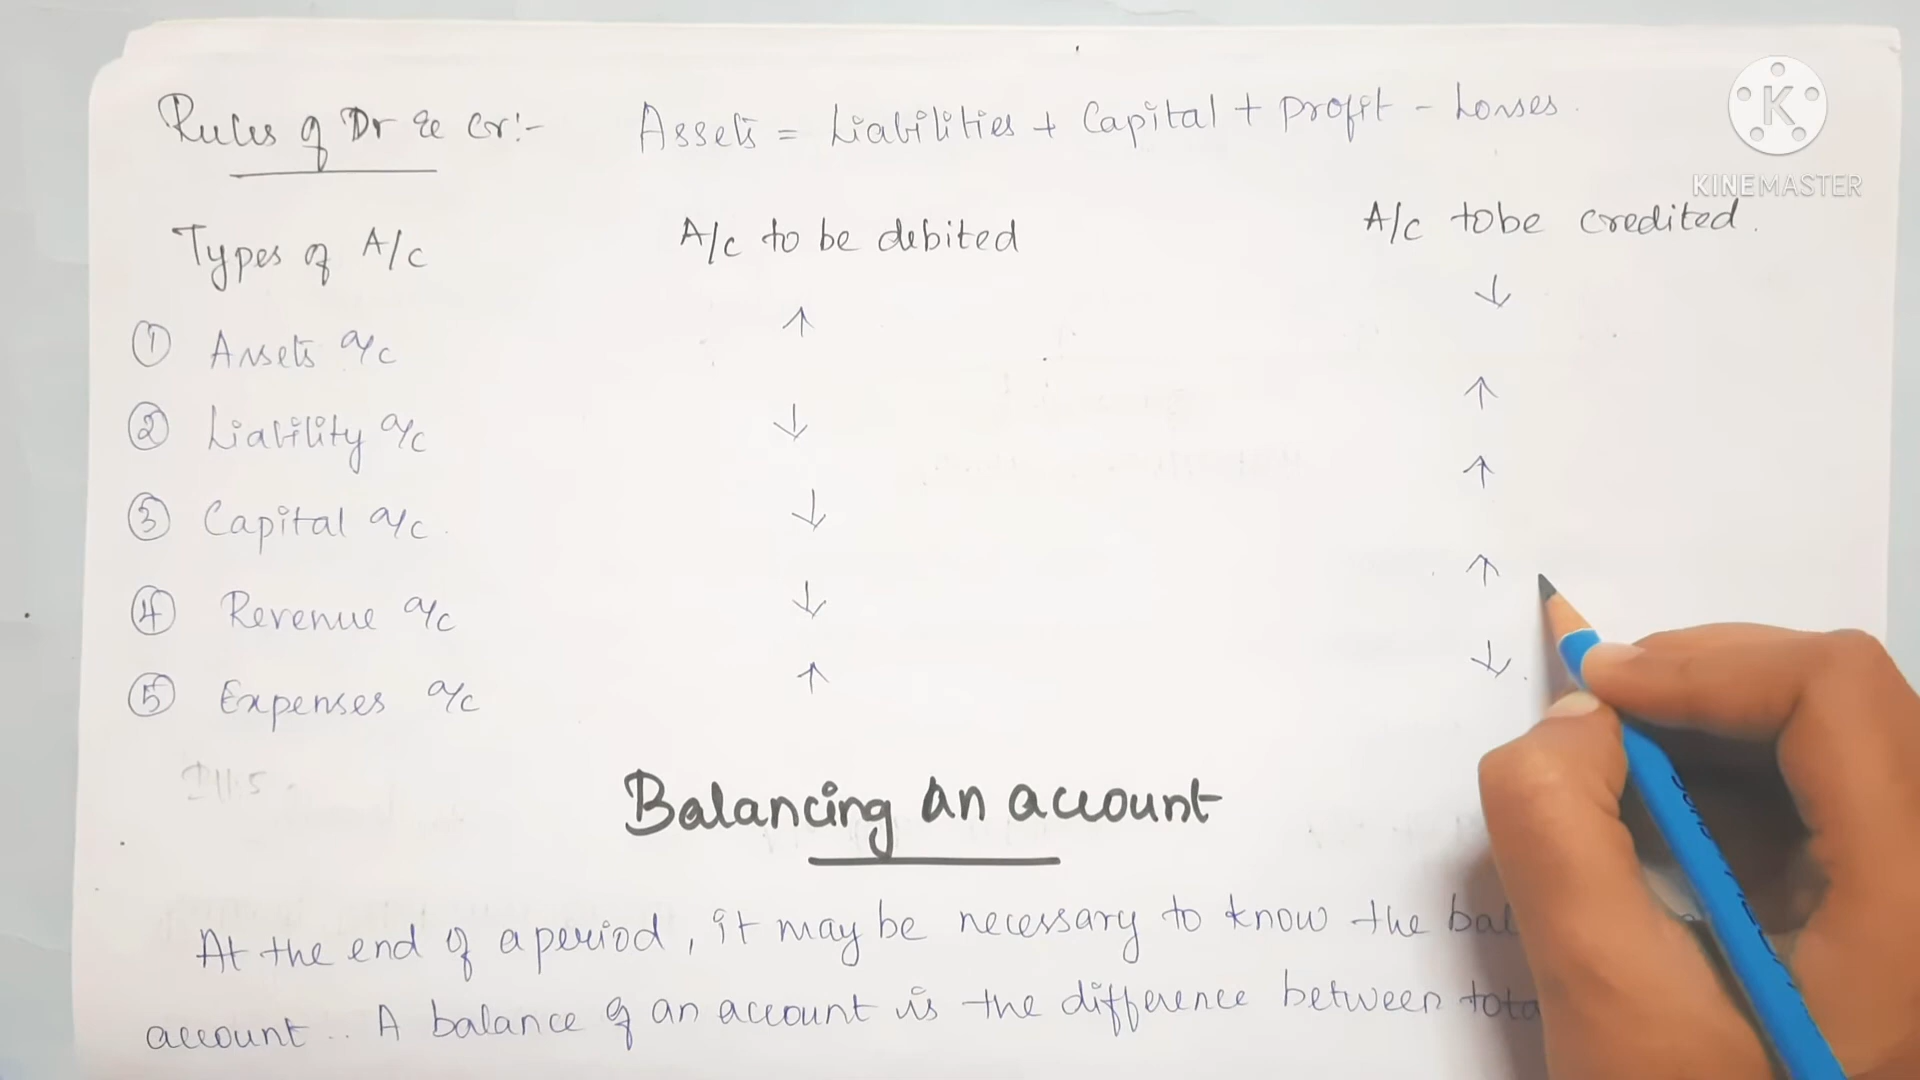 Rules of Dr & Cr:- Assets = Liabilities + Capital + Profit - Losses.
KINEMASTER
Types of A/c A/c to be debited A/c tobe credited.
① Assets a/c ↑ ↓
② Liability a/c ↓ ↑
③ Capital a/c. ↓ ↑
④ Revenue a/c ↓ ↑
⑤ Expenses a/c ↑ ↓
Balancing an account
At the end of a period, it may be necessary to know the
account.. A balance of an account is the difference between